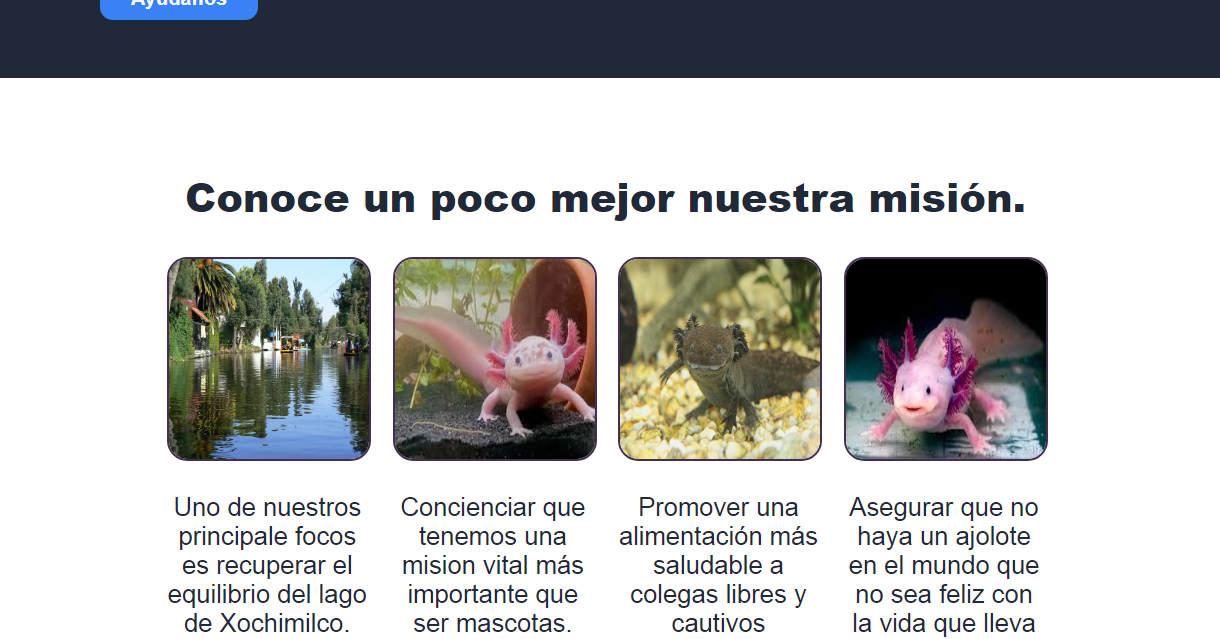 Ayúdanos
Conoce un poco mejor nuestra misión.
Uno de nuestros
principale focos
es recuperar el
equilibrio del lago
de Xochimilco.
Concienciar que
tenemos una
mision vital más
importante que
ser mascotas.
Promover una
alimentación más
saludable a
colegas libres y
cautivos
Asegurar que no
haya un ajolote
en el mundo que
no sea feliz con
la vida que lleva